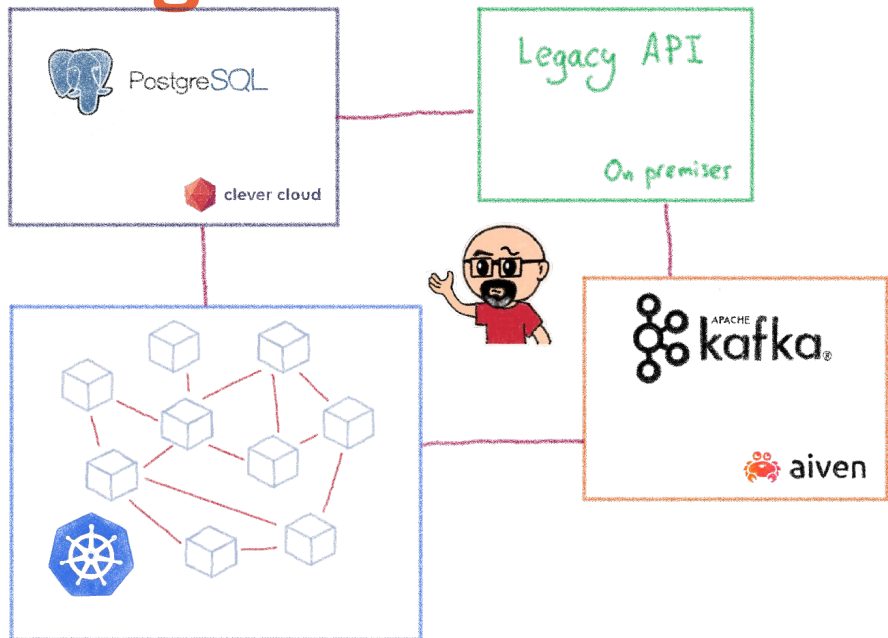 PostgreSQL
clever cloud
Legacy API
On premises
APACHE
kafka®
aiven